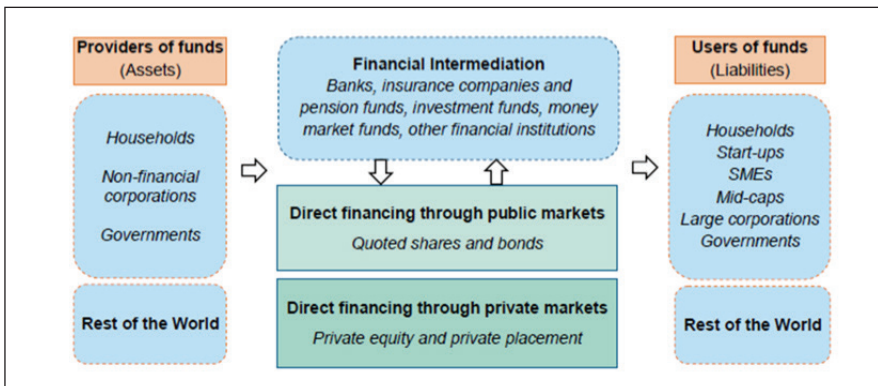 Providers of funds
(Assets)
Households
Non-financial
corporations
Governments
Rest of the World
Financial Intermediation
Banks, insurance companies and
pension funds, investment funds, money
market funds, other financial institutions
Direct financing through public markets
Quoted shares and bonds
Direct financing through private markets
Private equity and private placement
Users of funds
(Liabilities)
Households
Start-ups
SMEs
Mid-caps
Large corporations
Governments
Rest of the World